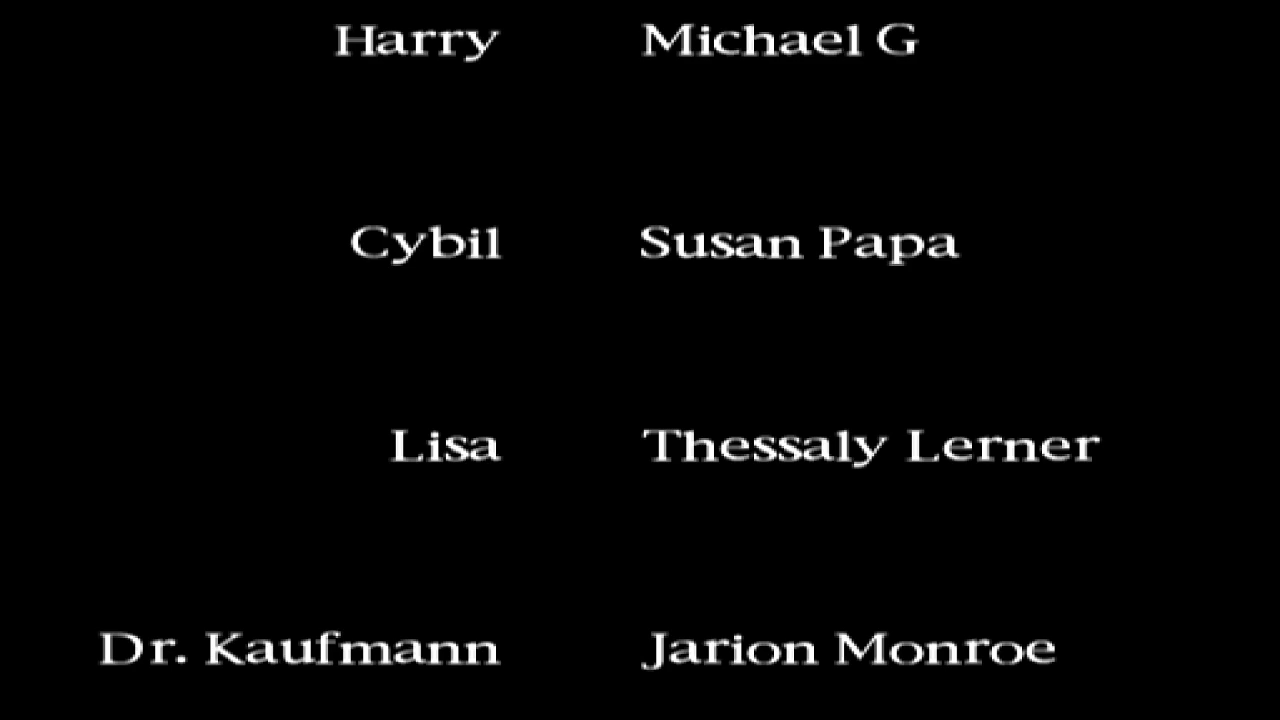 Harry Michael G
Cybil Susan Papa
Lisa Thessaly Lerner
Dr. Kaufmann Jarion Monroe